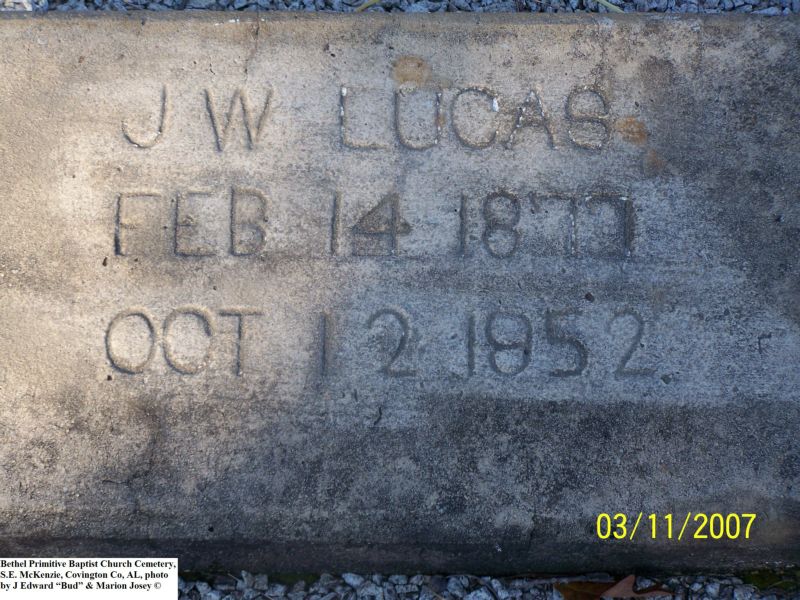 J W LUCAS
FEB 14 1877
OCT 12 1952
03/11/2007
Bethel Primitive Baptist Church Cemetery,
S.E. McKenzie, Covington Co, AL, photo
by J Edward “Bud” & Marion Josey ©